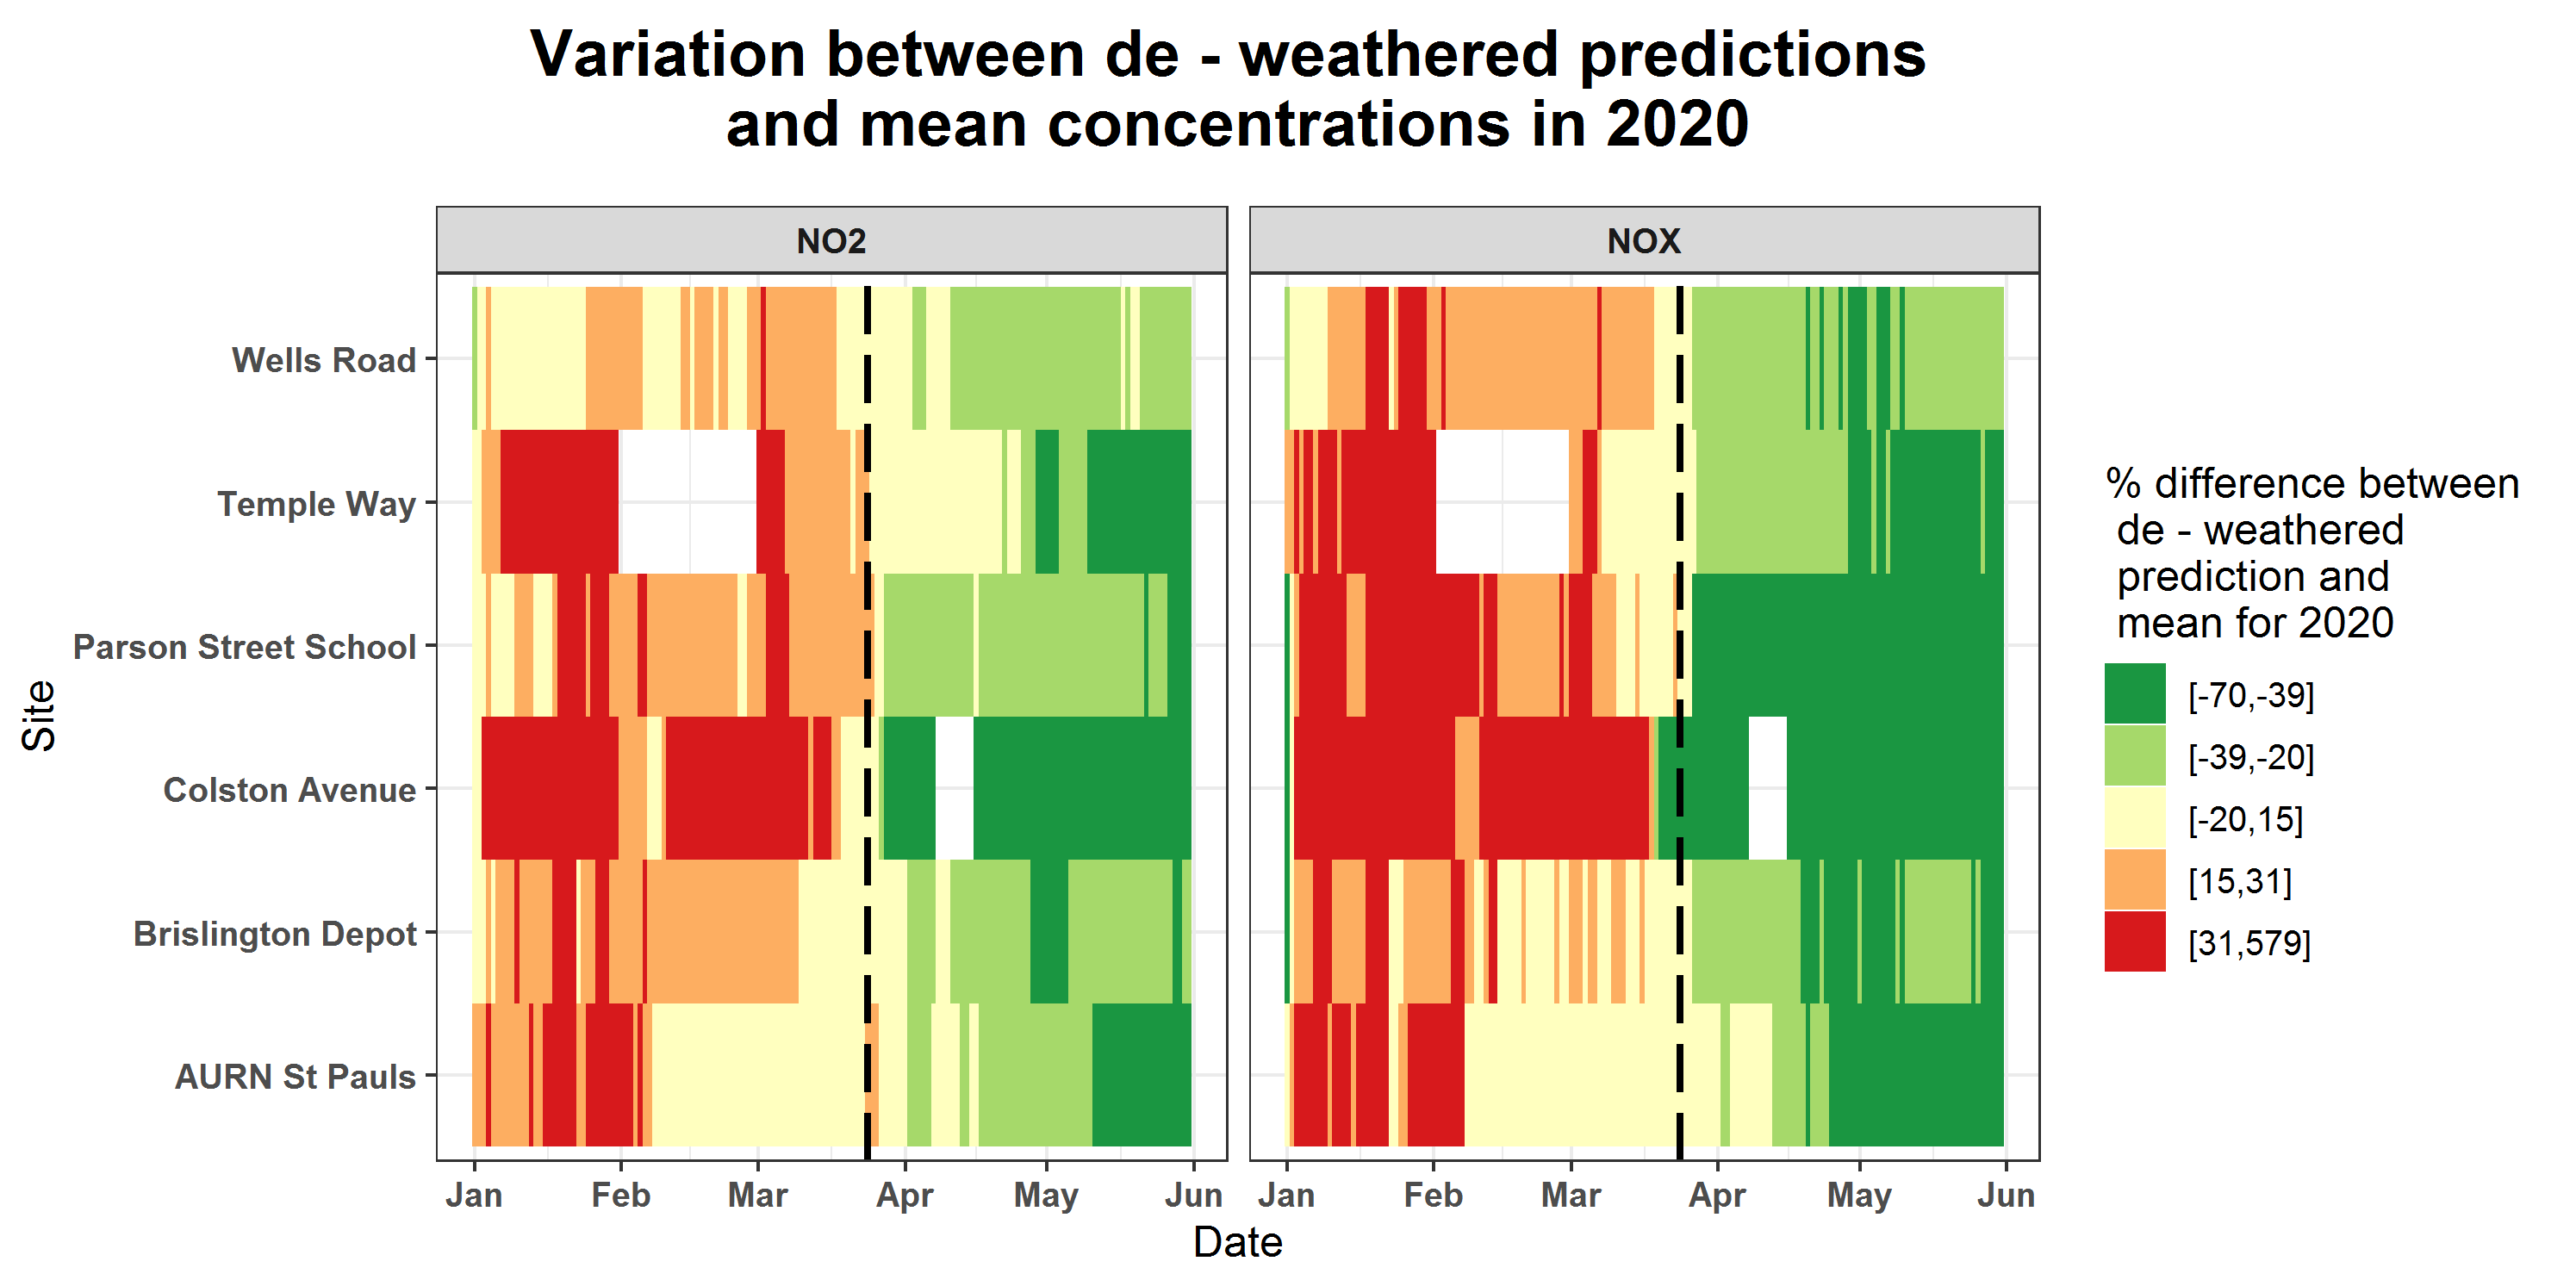 Variation between de - weathered predictions
and mean concentrations in 2020
NO2
NOX
Wells Road
Temple Way
Parson Street School
Colston Avenue
Brislington Depot
AURN St Pauls
Site
Jan Feb Mar Apr May Jun
Jan Feb Mar Apr May Jun
Date
% difference between
de - weathered
prediction and
mean for 2020
[-70,-39]
[-39,-20]
[-20,15]
[15,31]
[31,579]